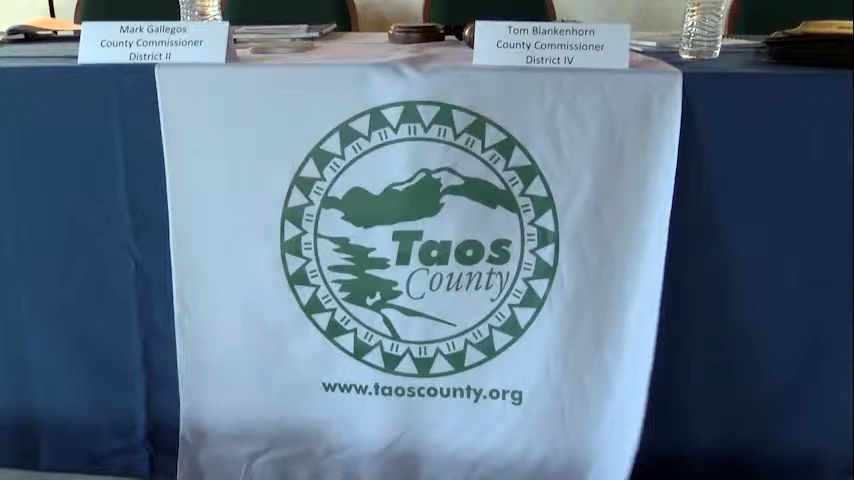 Mark Gallegos
County Commissioner
District II
Tom Blankenhorn
County Commissioner
District IV
Taos
County
www.taoscounty.org